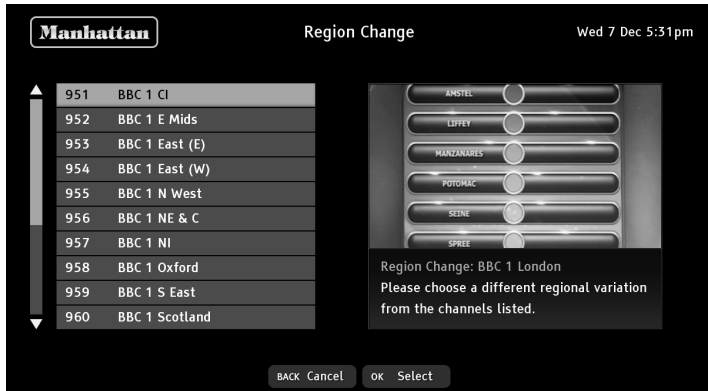 Manhattan
Region Change
Wed 7 Dec 5:31pm
951 BBC 1 CI
952 BBC 1 E Mids
953 BBC 1 East (E)
954 BBC 1 East (W)
955 BBC 1 N West
956 BBC 1 NE & C
957 BBC 1 NI
958 BBC 1 Oxford
959 BBC 1 S East
960 BBC 1 Scotland
AMSTEL
LIFFEY
MANZANARES
POTOMAC
SEINE
SPREE
Region Change: BBC 1 London
Please choose a different regional variation
from the channels listed.
BACK Cancel
OK Select